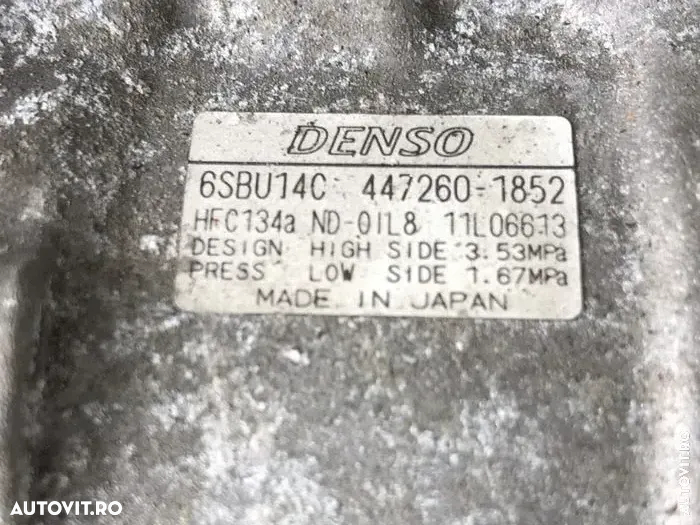 DENSO
6SBU14C 447260-1852
HFC134a ND-OIL8 11L06613
DESIGN HIGH SIDE 3.53MPa
PRESS LOW SIDE 1.67MPa
MADE IN JAPAN
AUTOVIT.RO